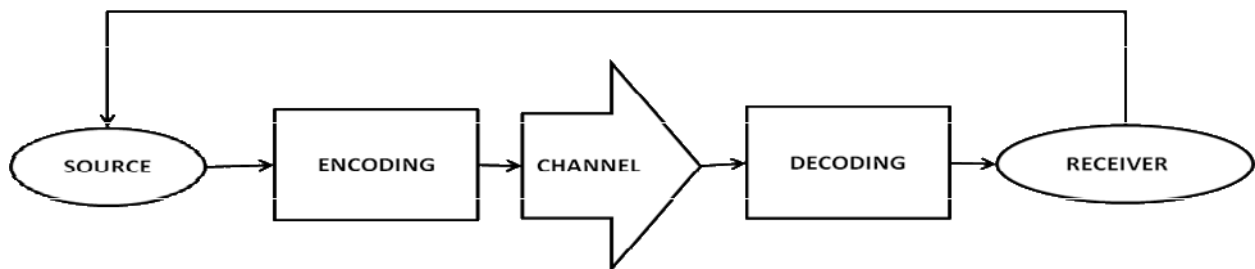 SOURCE
ENCODING
CHANNEL
DECODING
RECEIVER